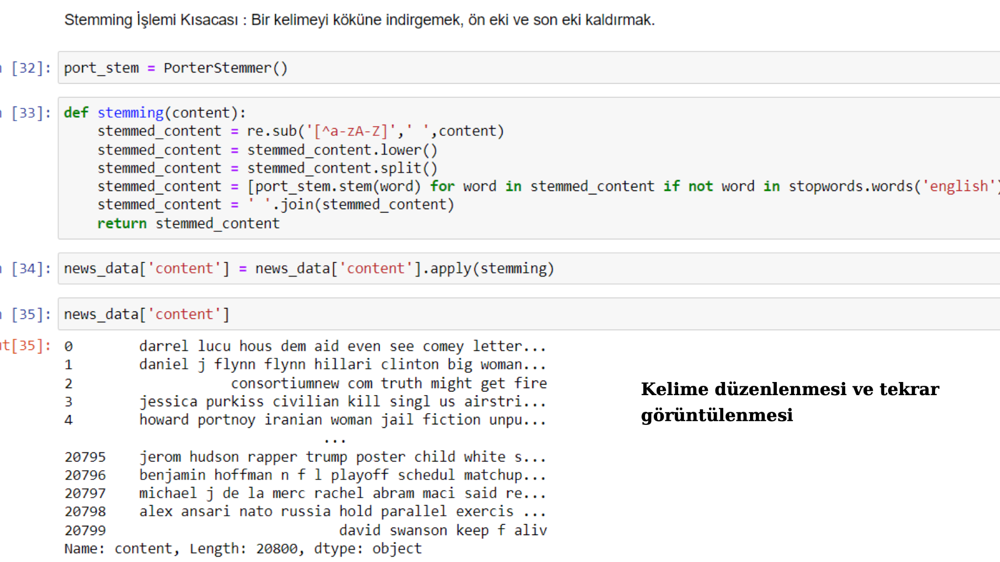 Stemming İşlemi Kısacası : Bir kelimeyi köküne indirgemek, ön eki ve son eki kaldırmak.
[32]: port_stem = PorterStemmer()
[33]: def stemming(content):
    stemmed_content = re.sub('[^a-zA-Z]',' ',content)
    stemmed_content = stemmed_content.lower()
    stemmed_content = stemmed_content.split()
    stemmed_content = [port_stem.stem(word) for word in stemmed_content if not word in stopwords.words('english')
    stemmed_content = ' '.join(stemmed_content)
    return stemmed_content
[34]: news_data['content'] = news_data['content'].apply(stemming)
[35]: news_data['content']
t[35]: 0 darrel lucu hous dem aid even see comey letter...
1 daniel j flynn flynn hillari clinton big woman...
2 consortiumnew com truth might get fire
3 jessica purkiss civilian kill singl us airstri...
4 howard portnoy iranian woman jail fiction unpu...
...
20795 jerom hudson rapper trump poster child white s...
20796 benjamin hoffman n f l playoff schedul matchup...
20797 michael j de la merc rachel abram maci said re...
20798 alex ansari nato russia hold parallel exercis ...
20799 david swanson keep f aliv
Name: content, Length: 20800, dtype: object
Kelime düzenlenmesi ve tekrar
görüntülenmesi